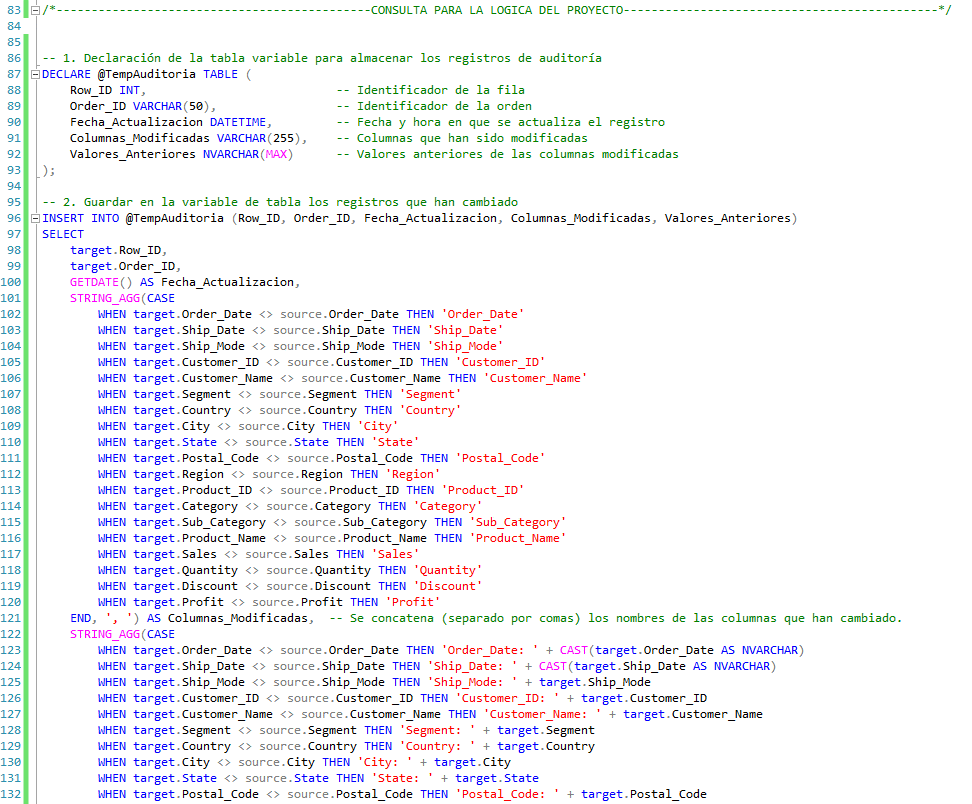 83 /*---------------------------------------------CONSULTA PARA LA LOGICA DEL PROYECTO---------------------------------------------*/
84
85
86 -- 1. Declaración de la tabla variable para almacenar los registros de auditoría
87 DECLARE @TempAuditoria TABLE (
88 Row_ID INT, -- Identificador de la fila
89 Order_ID VARCHAR(50), -- Identificador de la orden
90 Fecha_Actualizacion DATETIME, -- Fecha y hora en que se actualiza el registro
91 Columnas_Modificadas VARCHAR(255), -- Columnas que han sido modificadas
92 Valores_Anteriores NVARCHAR(MAX) -- Valores anteriores de las columnas modificadas
93 );
94
95 -- 2. Guardar en la variable de tabla los registros que han cambiado
96 INSERT INTO @TempAuditoria (Row_ID, Order_ID, Fecha_Actualizacion, Columnas_Modificadas, Valores_Anteriores)
97 SELECT
98 target.Row_ID,
99 target.Order_ID,
100 GETDATE() AS Fecha_Actualizacion,
101 STRING_AGG(CASE
102 WHEN target.Order_Date <> source.Order_Date THEN 'Order_Date'
103 WHEN target.Ship_Date <> source.Ship_Date THEN 'Ship_Date'
104 WHEN target.Ship_Mode <> source.Ship_Mode THEN 'Ship_Mode'
105 WHEN target.Customer_ID <> source.Customer_ID THEN 'Customer_ID'
106 WHEN target.Customer_Name <> source.Customer_Name THEN 'Customer_Name'
107 WHEN target.Segment <> source.Segment THEN 'Segment'
108 WHEN target.Country <> source.Country THEN 'Country'
109 WHEN target.City <> source.City THEN 'City'
110 WHEN target.State <> source.State THEN 'State'
111 WHEN target.Postal_Code <> source.Postal_Code THEN 'Postal_Code'
112 WHEN target.Region <> source.Region THEN 'Region'
113 WHEN target.Product_ID <> source.Product_ID THEN 'Product_ID'
114 WHEN target.Category <> source.Category THEN 'Category'
115 WHEN target.Sub_Category <> source.Sub_Category THEN 'Sub_Category'
116 WHEN target.Product_Name <> source.Product_Name THEN 'Product_Name'
117 WHEN target.Sales <> source.Sales THEN 'Sales'
118 WHEN target.Quantity <> source.Quantity THEN 'Quantity'
119 WHEN target.Discount <> source.Discount THEN 'Discount'
120 WHEN target.Profit <> source.Profit THEN 'Profit'
121 END, ', ') AS Columnas_Modificadas, -- Se concatena (separado por comas) los nombres de las columnas que han cambiado.
122 STRING_AGG(CASE
123 WHEN target.Order_Date <> source.Order_Date THEN 'Order_Date: ' + CAST(target.Order_Date AS NVARCHAR)
124 WHEN target.Ship_Date <> source.Ship_Date THEN 'Ship_Date: ' + CAST(target.Ship_Date AS NVARCHAR)
125 WHEN target.Ship_Mode <> source.Ship_Mode THEN 'Ship_Mode: ' + target.Ship_Mode
126 WHEN target.Customer_ID <> source.Customer_ID THEN 'Customer_ID: ' + target.Customer_ID
127 WHEN target.Customer_Name <> source.Customer_Name THEN 'Customer_Name: ' + target.Customer_Name
128 WHEN target.Segment <> source.Segment THEN 'Segment: ' + target.Segment
129 WHEN target.Country <> source.Country THEN 'Country: ' + target.Country
130 WHEN target.City <> source.City THEN 'City: ' + target.City
131 WHEN target.State <> source.State THEN 'State: ' + target.State
132 WHEN target.Postal_Code <> source.Postal_Code THEN 'Postal_Code: ' + target.Postal_Code